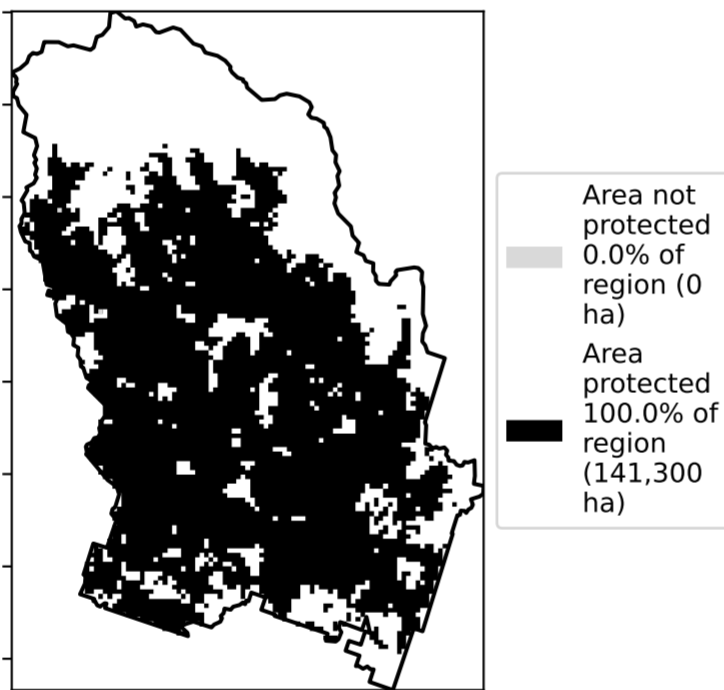 Area not
protected
0.0% of
region (0
ha)
Area
protected
100.0% of
region
(141,300
ha)